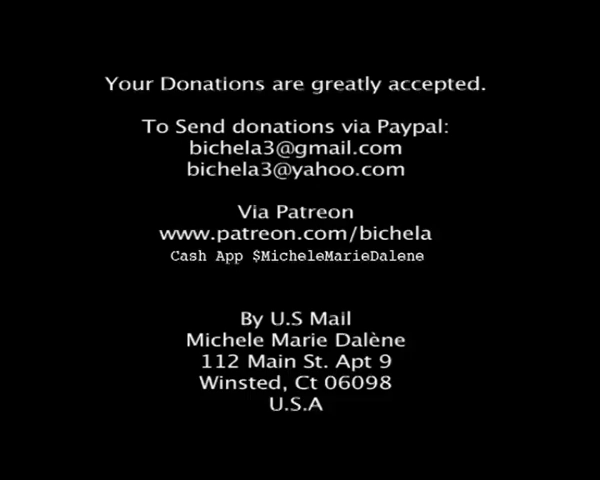 Your Donations are greatly accepted.
To Send donations via Paypal:
bichela3@gmail.com
bichela3@yahoo.com
Via Patreon
www.patreon.com/bichela
Cash App $MicheleMarieDalene
By U.S Mail
Michele Marie Dalène
112 Main St. Apt 9
Winsted, Ct 06098
U.S.A